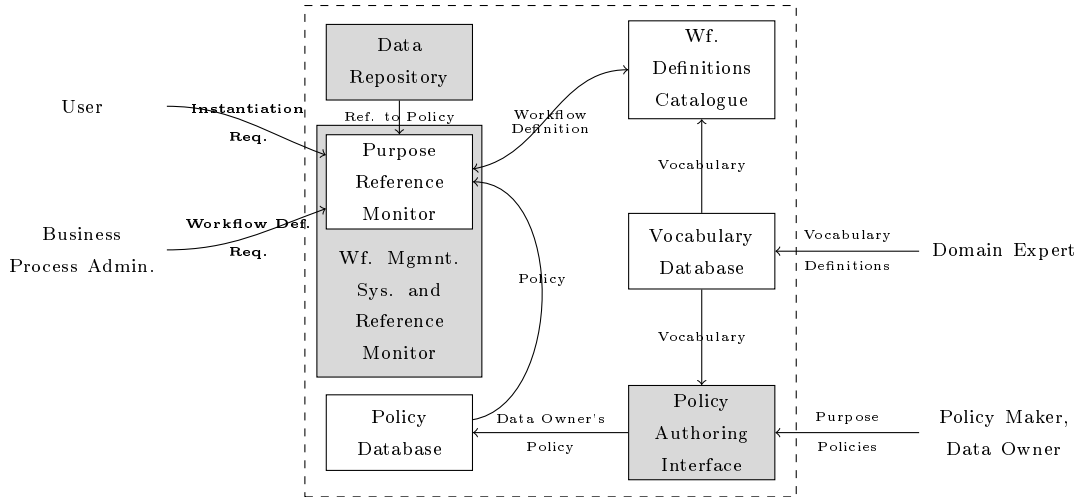 Data
Repository
Wf.
Definitions
Catalogue
User
Instantiation
Req.
Ref. to Policy
Workflow
Definition
Purpose
Reference
Monitor
Vocabulary
Business
Process Admin.
Workflow Def.
Req.
Wf. Mgmnt.
Sys. and
Reference
Monitor
Policy
Vocabulary
Database
Vocabulary
Definitions
Domain Expert
Vocabulary
Policy
Database
Data Owner's
Policy
Policy
Authoring
Interface
Purpose
Policies
Policy Maker,
Data Owner